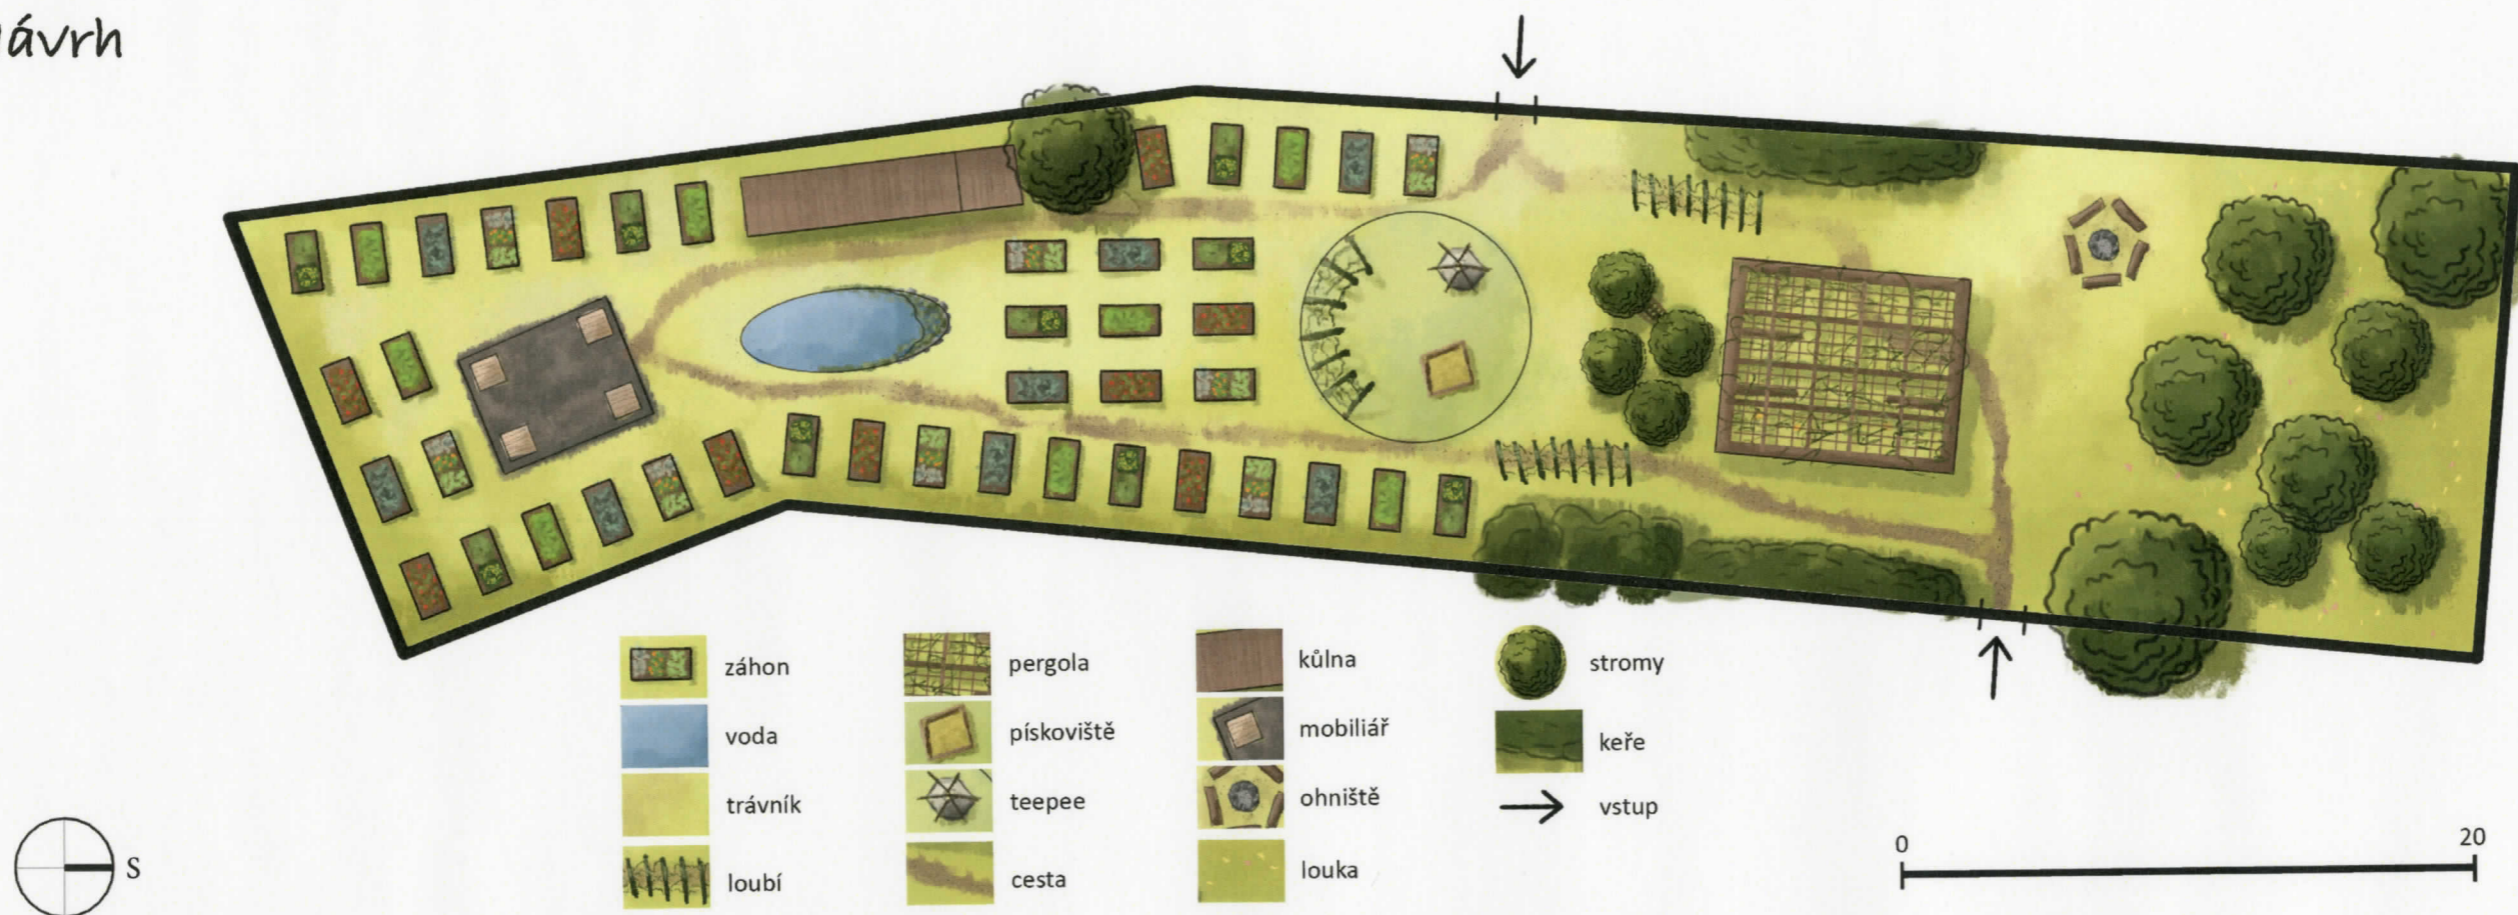 ávrh
záhon
voda
trávník
loubí
pergola
pískoviště
teepee
cesta
kůlna
mobiliář
ohniště
louka
stromy
keře
vstup
S
0 20